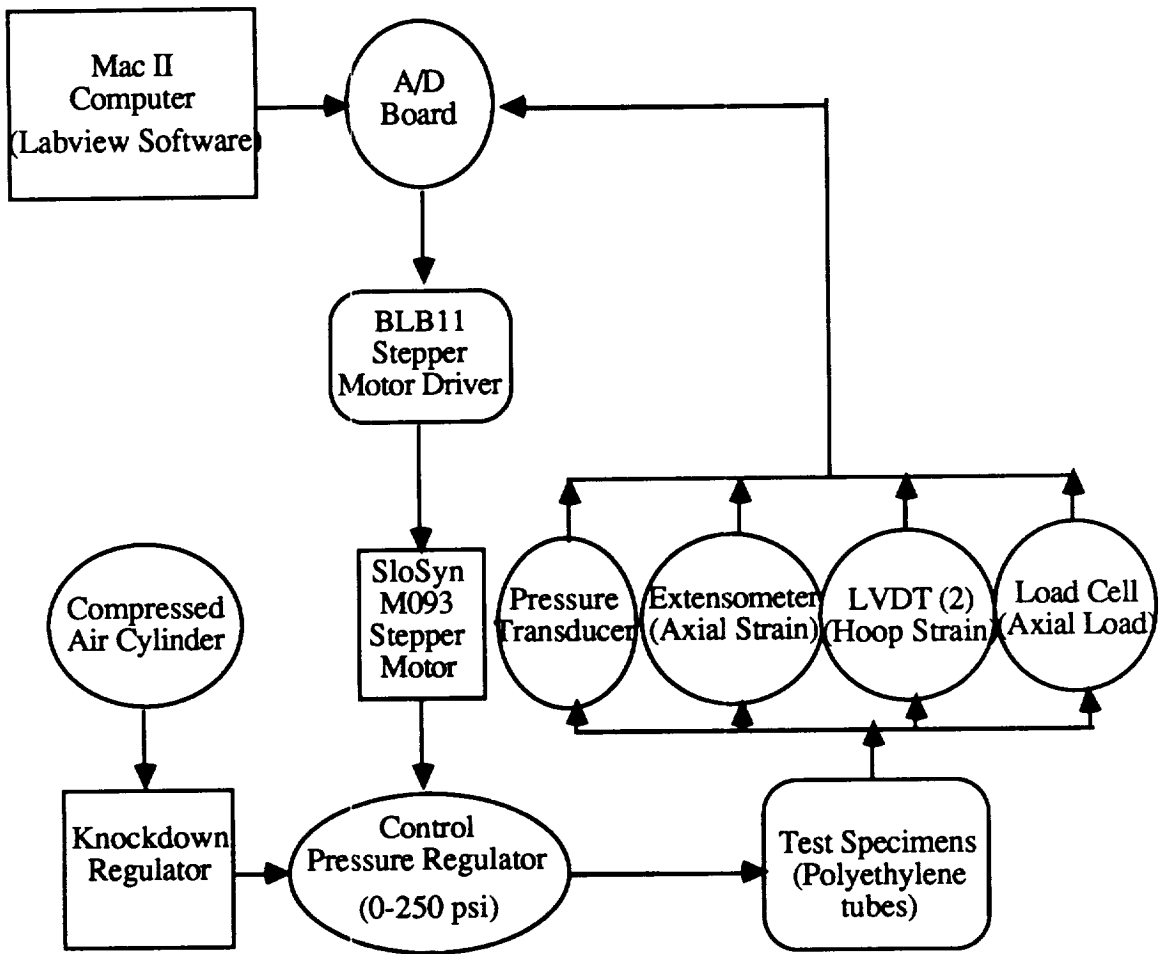 Mac II
Computer
(Labview Software)
A/D
Board
BLB11
Stepper
Motor Driver
SloSyn
M093
Stepper
Motor
Compressed
Air Cylinder
Pressure
Transducer
Extensometer
(Axial Strain)
LVDT (2)
(Hoop Strain)
Load Cell
(Axial Load)
Knockdown
Regulator
Control
Pressure Regulator
(0-250 psi)
Test Specimens
(Polyethylene
tubes)